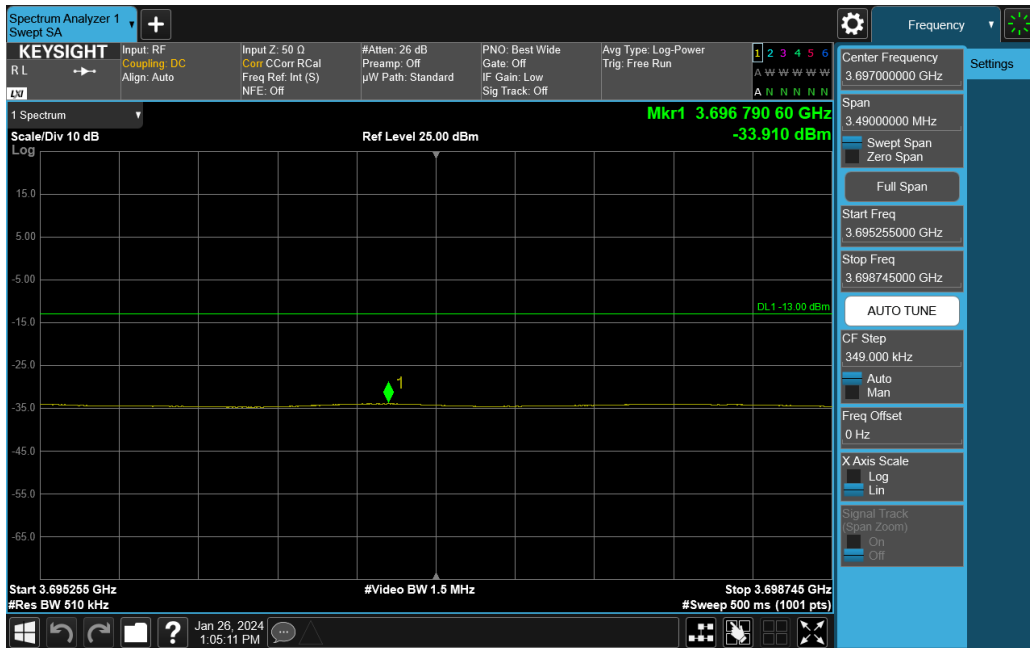 Spectrum Analyzer 1
Swept SA
+
Frequency
KEYSIGHT
R L
LXI
Input: RF
Coupling: DC
Align: Auto
Input Z: 50 Ω
Corr CCorr RCal
Freq Ref: Int (S)
NFE: Off
#Atten: 26 dB
Preamp: Off
µW Path: Standard
PNO: Best Wide
Gate: Off
IF Gain: Low
Sig Track: Off
Avg Type: Log-Power
Trig: Free Run
1 2 3 4 5 6
A W W W W W
A N N N N N
1 Spectrum
Scale/Div 10 dB
Log
Ref Level 25.00 dBm
Mkr1 3.696 790 60 GHz
-33.910 dBm
15.0
5.00
-5.00
-15.0
-25.0
-35.0
-45.0
-55.0
-65.0
DL1 -13.00 dBm
1
Start 3.695255 GHz
#Res BW 510 kHz
#Video BW 1.5 MHz
Stop 3.698745 GHz
#Sweep 500 ms (1001 pts)
Jan 26, 2024
1:05:11 PM
?
Center Frequency
3.697000000 GHz
Settings
Span
3.49000000 MHz
Swept Span
Zero Span
Full Span
Start Freq
3.695255000 GHz
Stop Freq
3.698745000 GHz
AUTO TUNE
CF Step
349.000 kHz
Auto
Man
Freq Offset
0 Hz
X Axis Scale
Log
Lin
Signal Track
(Span Zoom)
On
Off